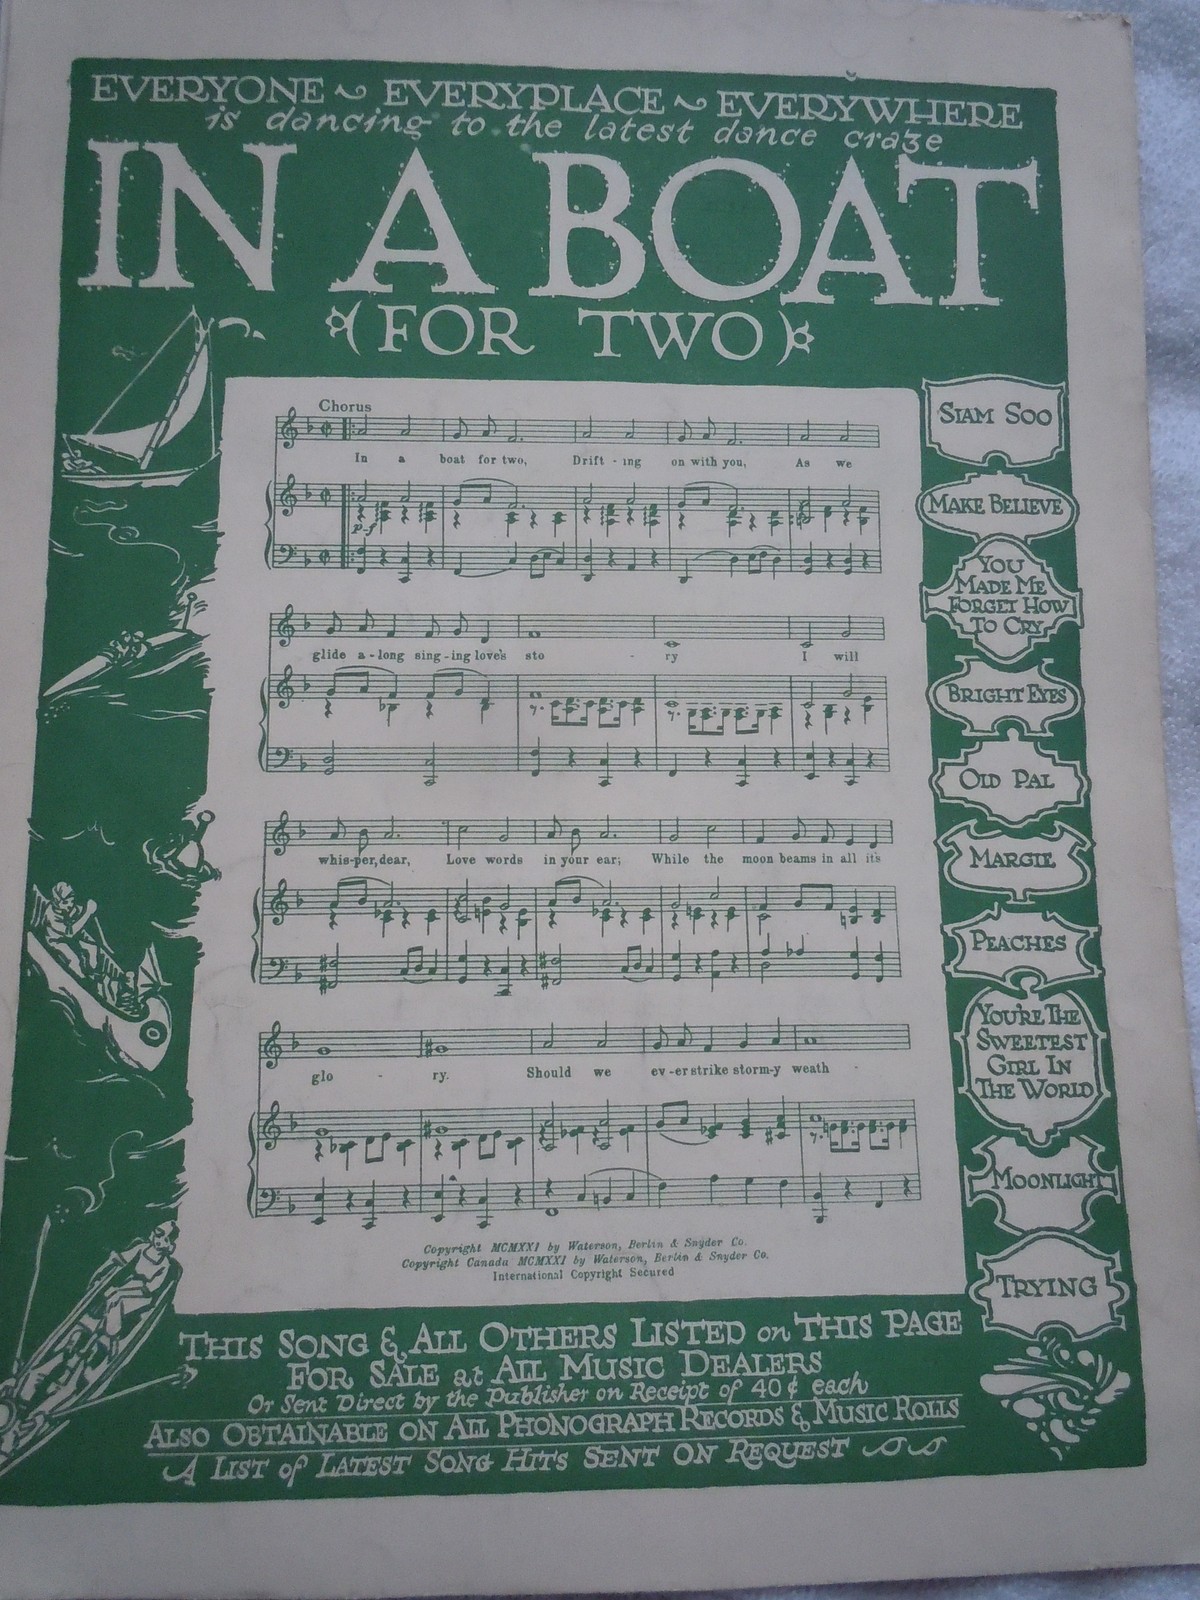 EVERYONE ~ EVERYPLACE ~ EVERYWHERE
is dancing to the latest dance craze
IN A BOAT
(FOR TWO)
Chorus
In a boat for two, Drift - ing on with you, As we
p-f
glide a - long sing - ing love's sto - ry I will
whis-per, dear, Love words in your ear; While the moon beams in all it's
glo - ry. Should we ev - er strike storm-y weath -
Copyright MCMXXI by Waterson, Berlin & Snyder Co.
Copyright Canada MCMXXI by Waterson, Berlin & Snyder Co.
International Copyright Secured
SIAM SOO
MAKE BELIEVE
YOU
MADE ME
FORGET HOW
TO CRY
BRIGHT EYES
OLD PAL
MARGIE
PEACHES
YOU'RE THE
SWEETEST
GIRL IN
THE WORLD
MOONLIGHT
TRYING
THIS SONG & ALL OTHERS LISTED on THIS PAGE
FOR SALE at ALL MUSIC DEALERS
Or Sent Direct by the Publisher on Receipt of 40¢ each
ALSO OBTAINABLE ON ALL PHONOGRAPH RECORDS & MUSIC ROLLS
A LIST of LATEST SONG HITS SENT ON REQUEST